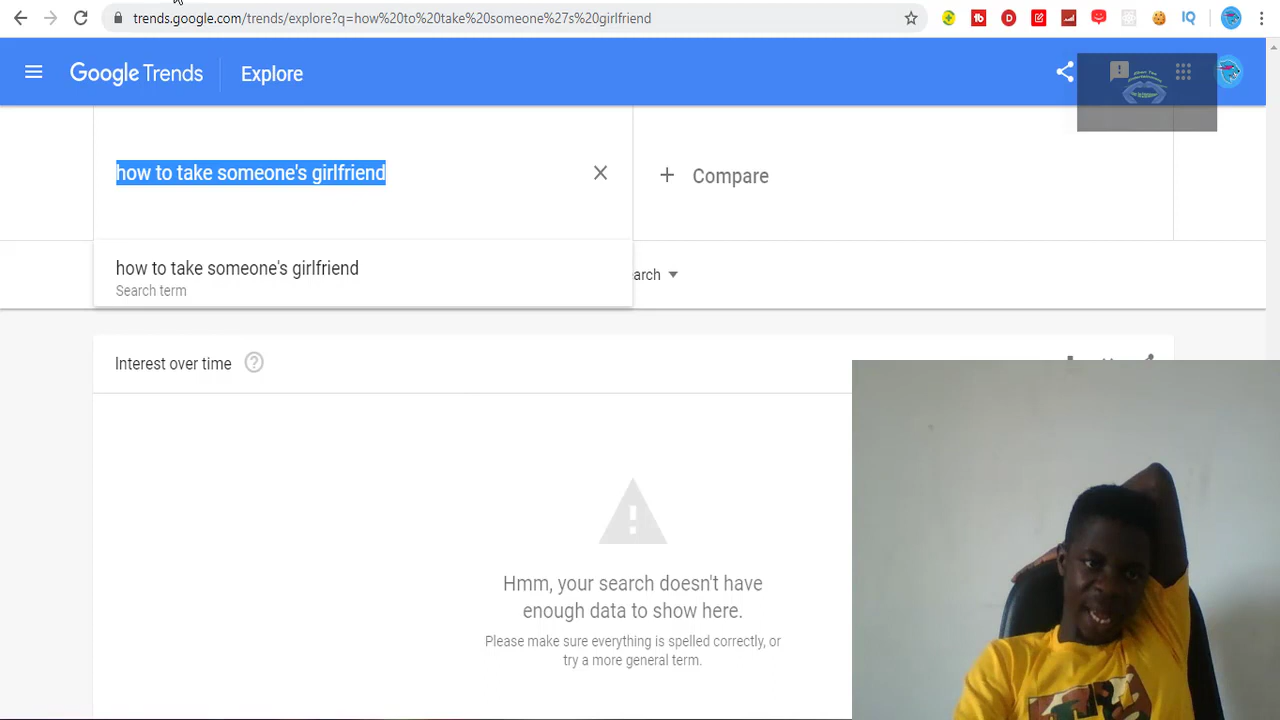 trends.google.com/trends/explore?q=how%20to%20take%20someone%27s%20girlfriend
tb
D
IQ
Google Trends
Explore
how to take someone's girlfriend
Compare
how to take someone's girlfriend
Search term
arch
Interest over time
Hmm, your search doesn't have
enough data to show here.
Please make sure everything is spelled correctly, or
try a more general term.